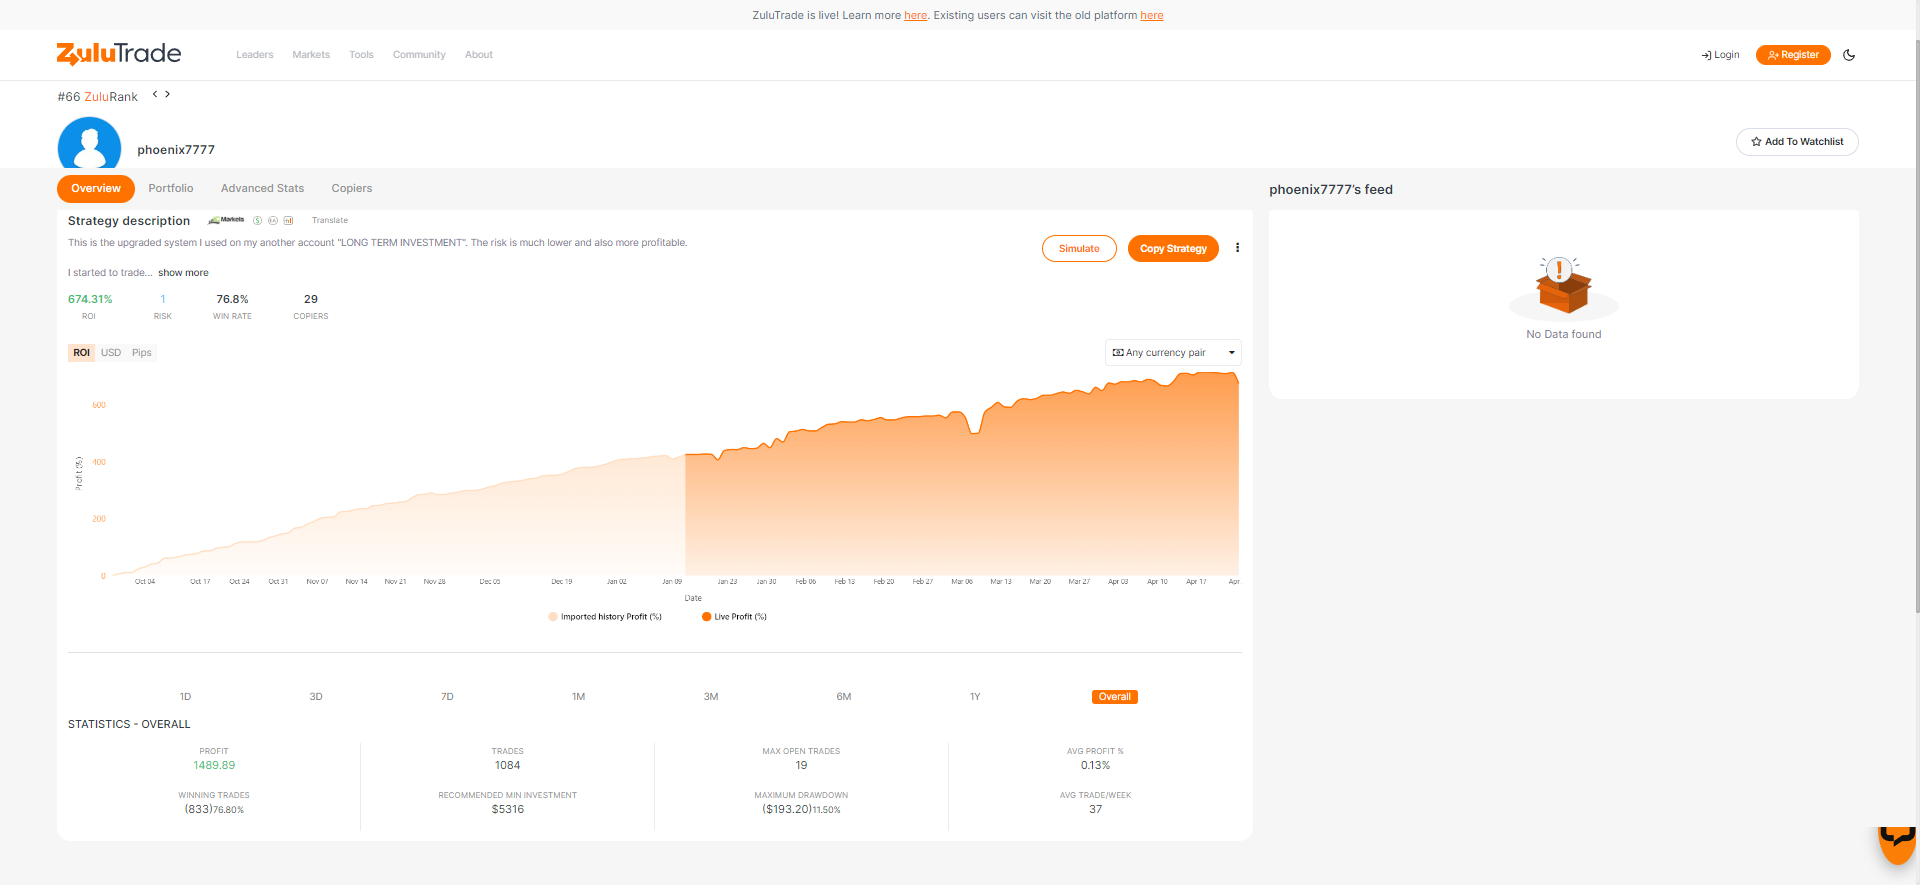 ZuluTrade is live! Learn more here. Existing users can visit the old platform here
ZuluTrade
Leaders Markets Tools Community About
Login Register
#66 ZuluRank
phoenix7777
Add To Watchlist
Overview Portfolio Advanced Stats Copiers
phoenix7777's feed
Strategy description Markets Translate
This is the upgraded system I used on my another account "LONG TERM INVESTMENT". The risk is much lower and also more profitable.
Simulate Copy Strategy
I started to trade... show more
674.31% 1 76.8% 29
ROI RISK WIN RATE COPIERS
No Data found
ROI USD Pips
Any currency pair
Profit (%)
600
400
200
0
Oct 04 Oct 17 Oct 24 Oct 31 Nov 07 Nov 14 Nov 21 Nov 28 Dec 05 Dec 19 Jan 02 Jan 09 Jan 23 Jan 30 Feb 06 Feb 13 Feb 20 Feb 27 Mar 06 Mar 13 Mar 20 Mar 27 Apr 03 Apr 10 Apr 17 Apr
Date
Imported history Profit (%) Live Profit (%)
1D 3D 7D 1M 3M 6M 1Y Overall
STATISTICS - OVERALL
PROFIT TRADES MAX OPEN TRADES AVG PROFIT %
1489.89 1084 19 0.13%
WINNING TRADES RECOMMENDED MIN INVESTMENT MAXIMUM DRAWDOWN AVG TRADE/WEEK
(833)76.80% $5316 ($193.20)11.50% 37